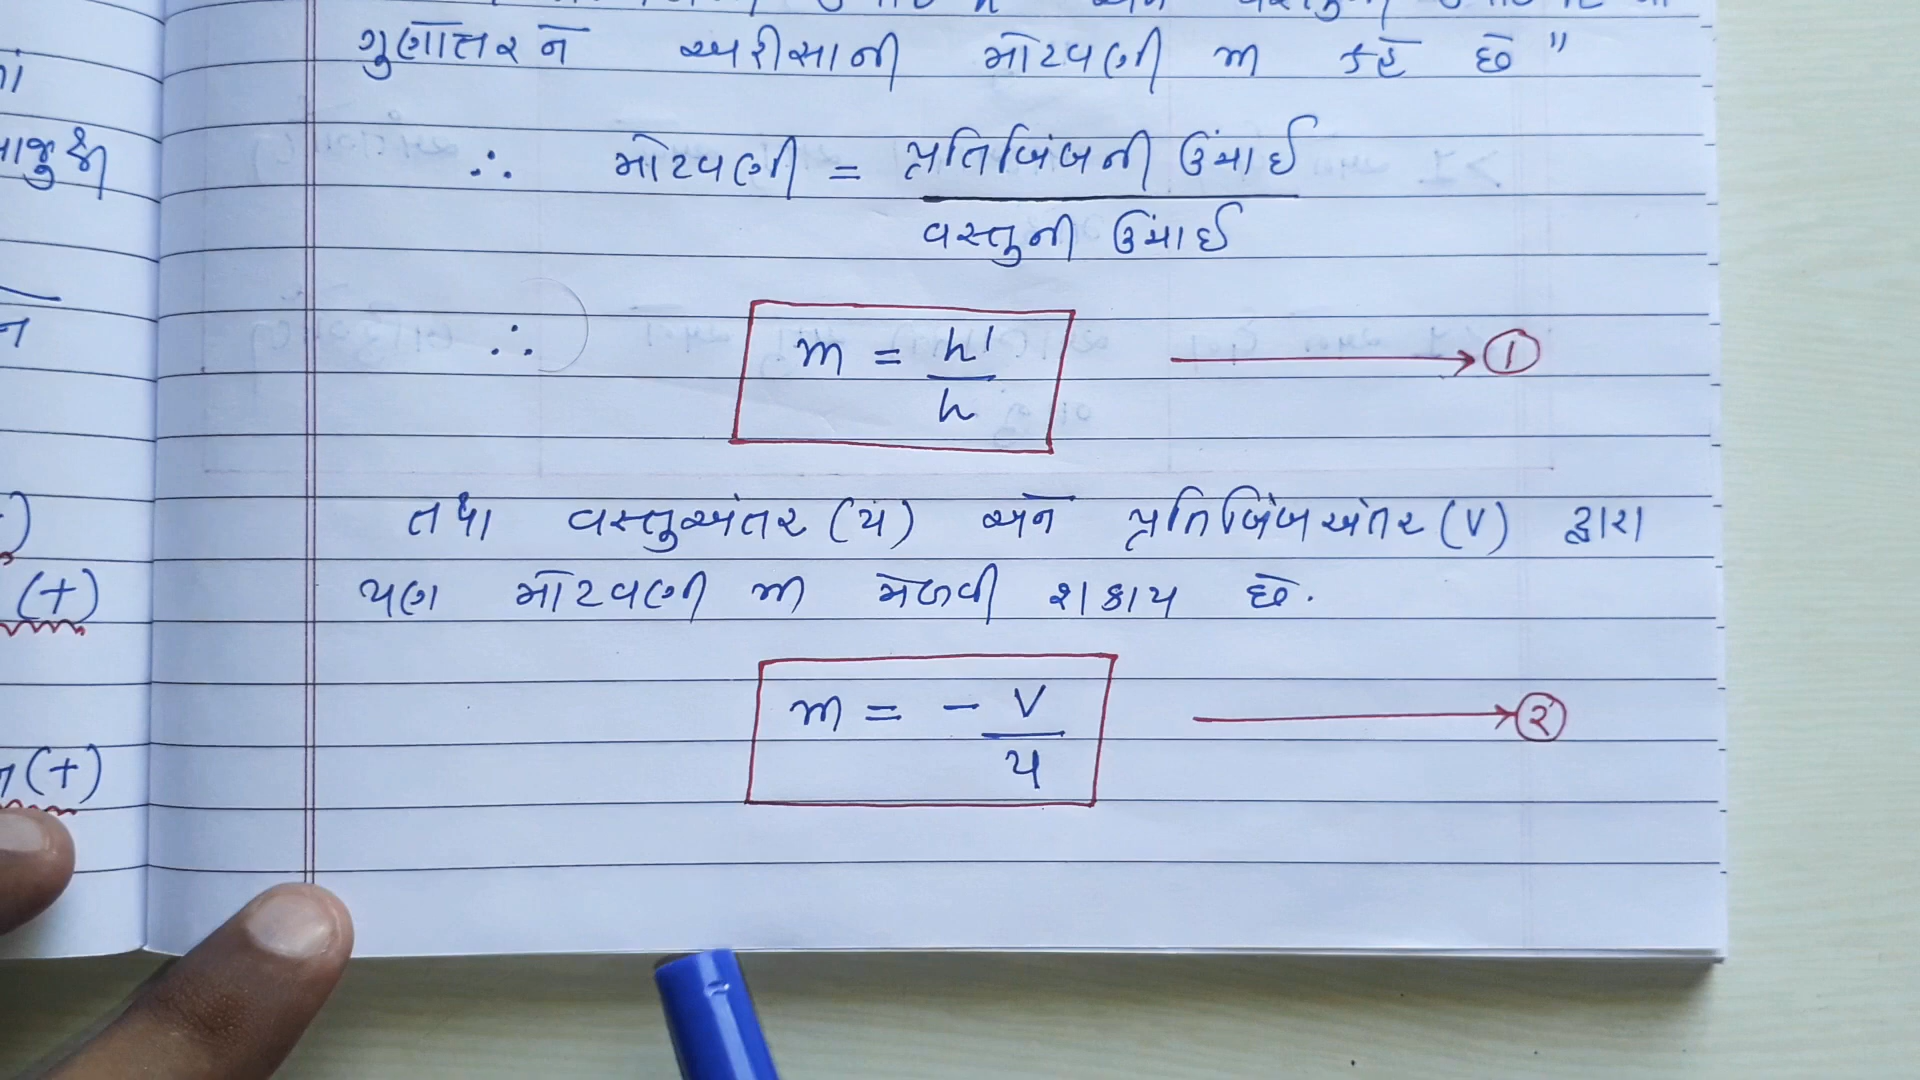 ગુણોત્તરને અરીસાની મોટવણી m કહે છે"
∴ મોટવણી = પ્રતિબિંબની ઉંચાઈ
વસ્તુની ઉંચાઈ
∴ m = h'
h
→ ①
તથા વસ્તુઅંતર (u) અને પ્રતિબિંબઅંતર (v) દ્વારા
પણ મોટવણી m મેળવી શકાય છે.
m = - v
u
→ ②
(+)
(+)